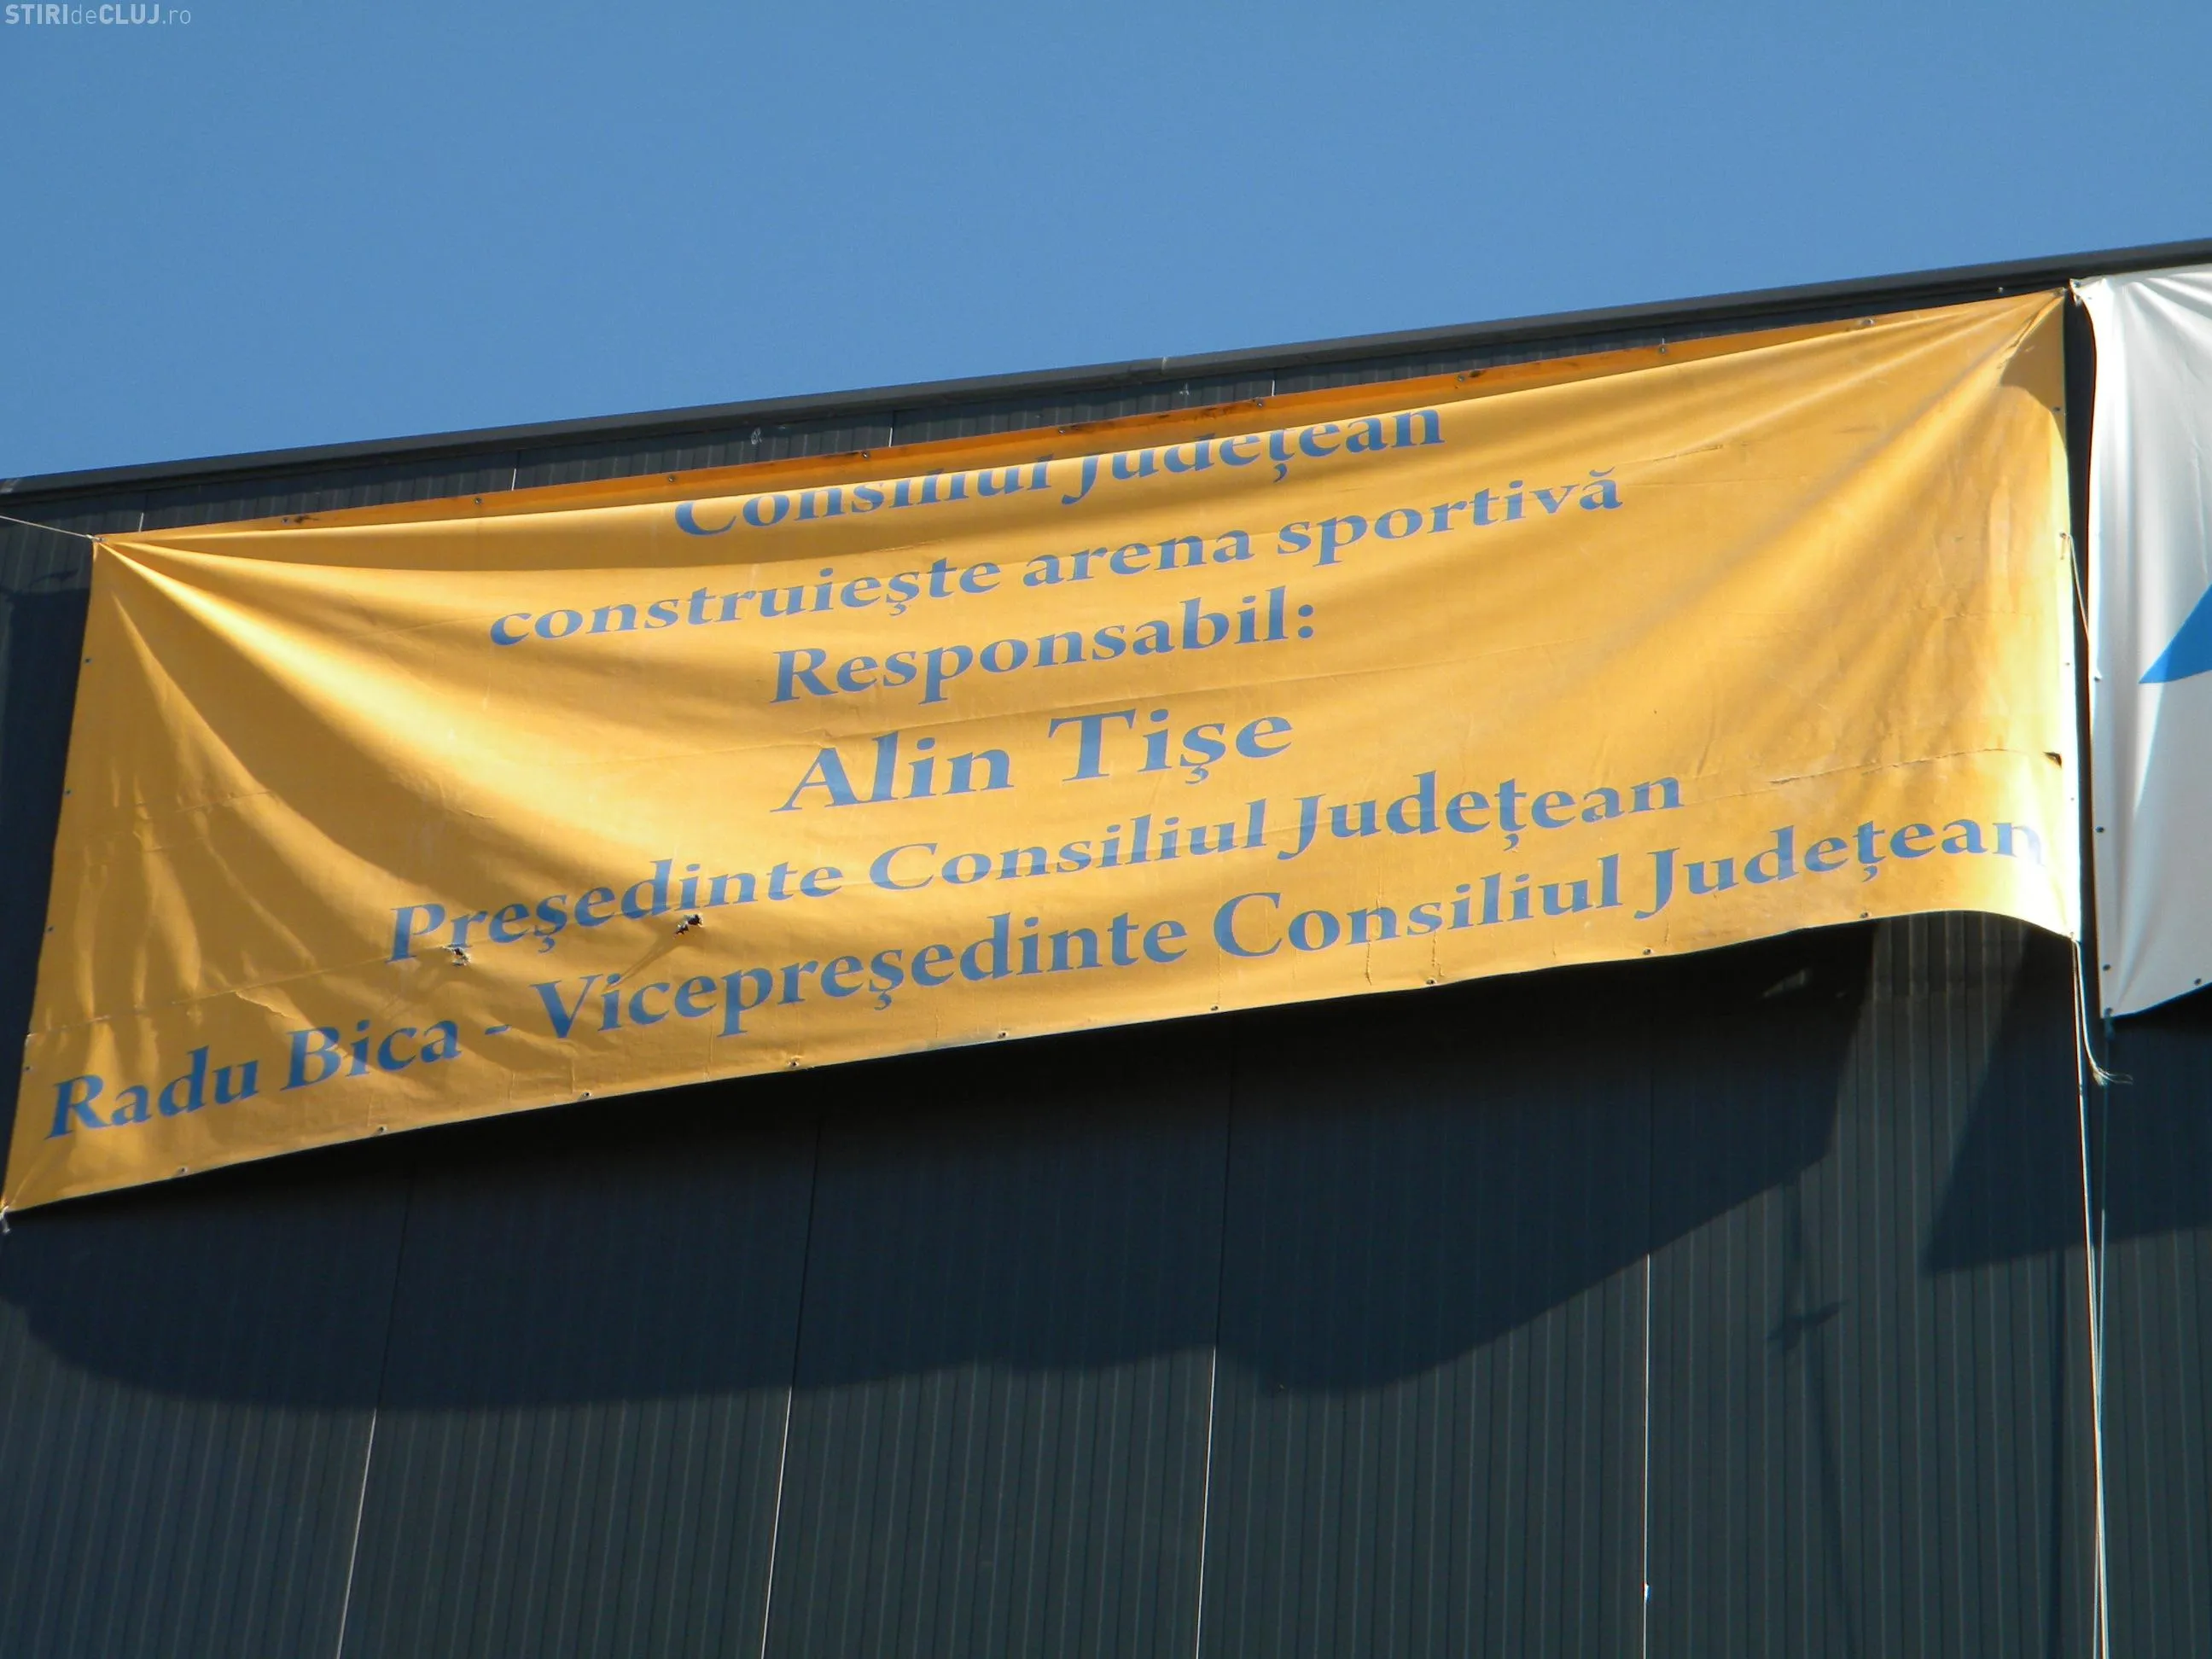 STIRIdeCLUJ.ro
Consiliul Judeţean
construieşte arena sportivă
Responsabil:
Alin Tişe
Preşedinte Consiliul Judeţean
Radu Bica - Vicepreşedinte Consiliul Judeţean